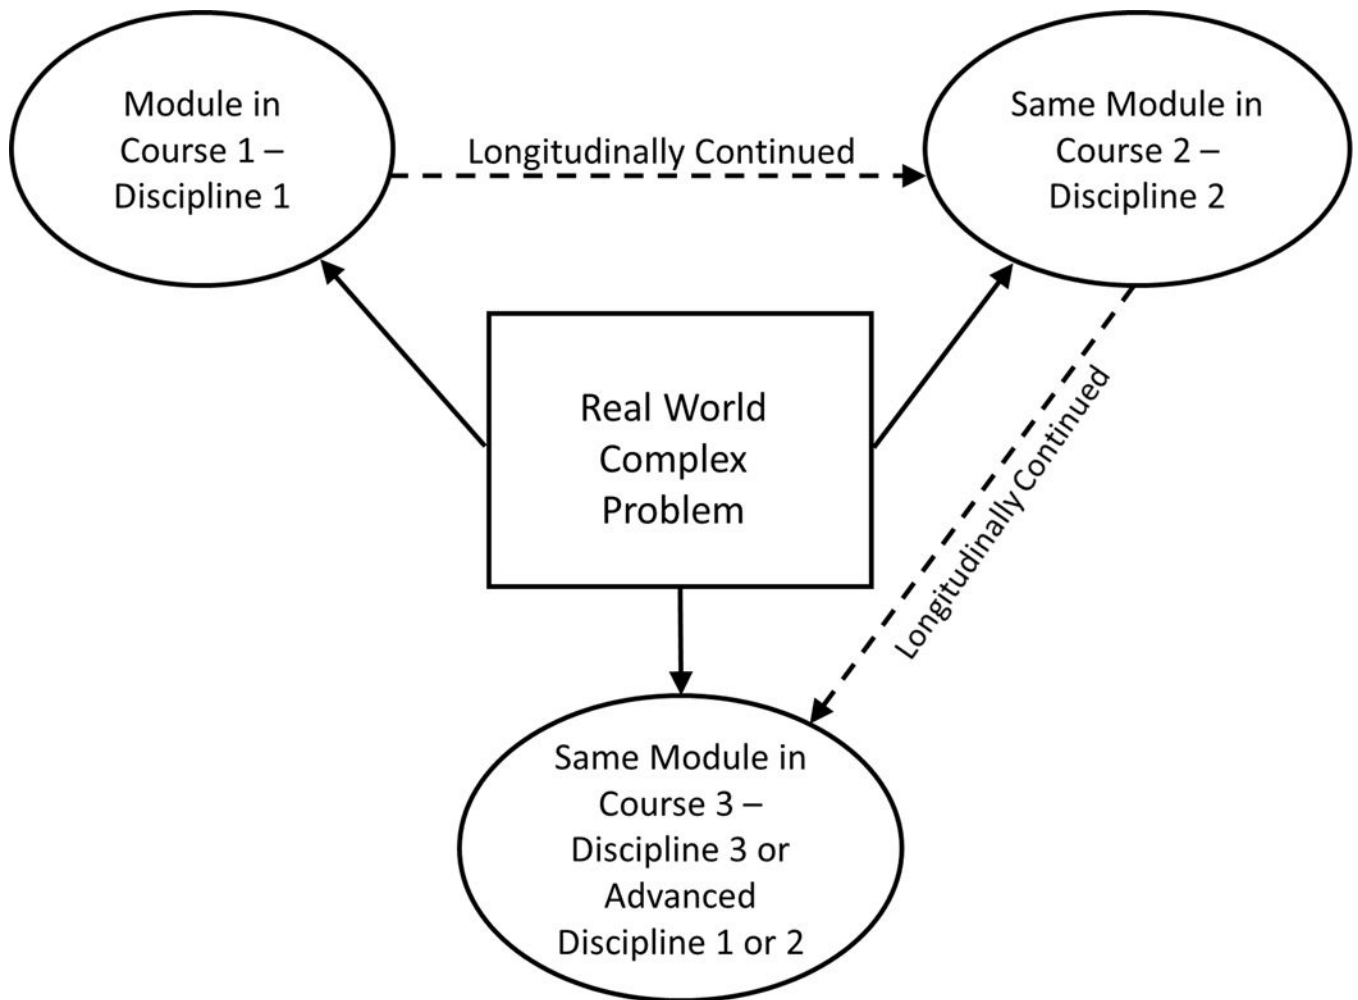 Module in
Course 1 –
Discipline 1
Longitudinally Continued
Same Module in
Course 2 –
Discipline 2
Real World
Complex
Problem
Longitudinally Continued
Same Module in
Course 3 –
Discipline 3 or
Advanced
Discipline 1 or 2